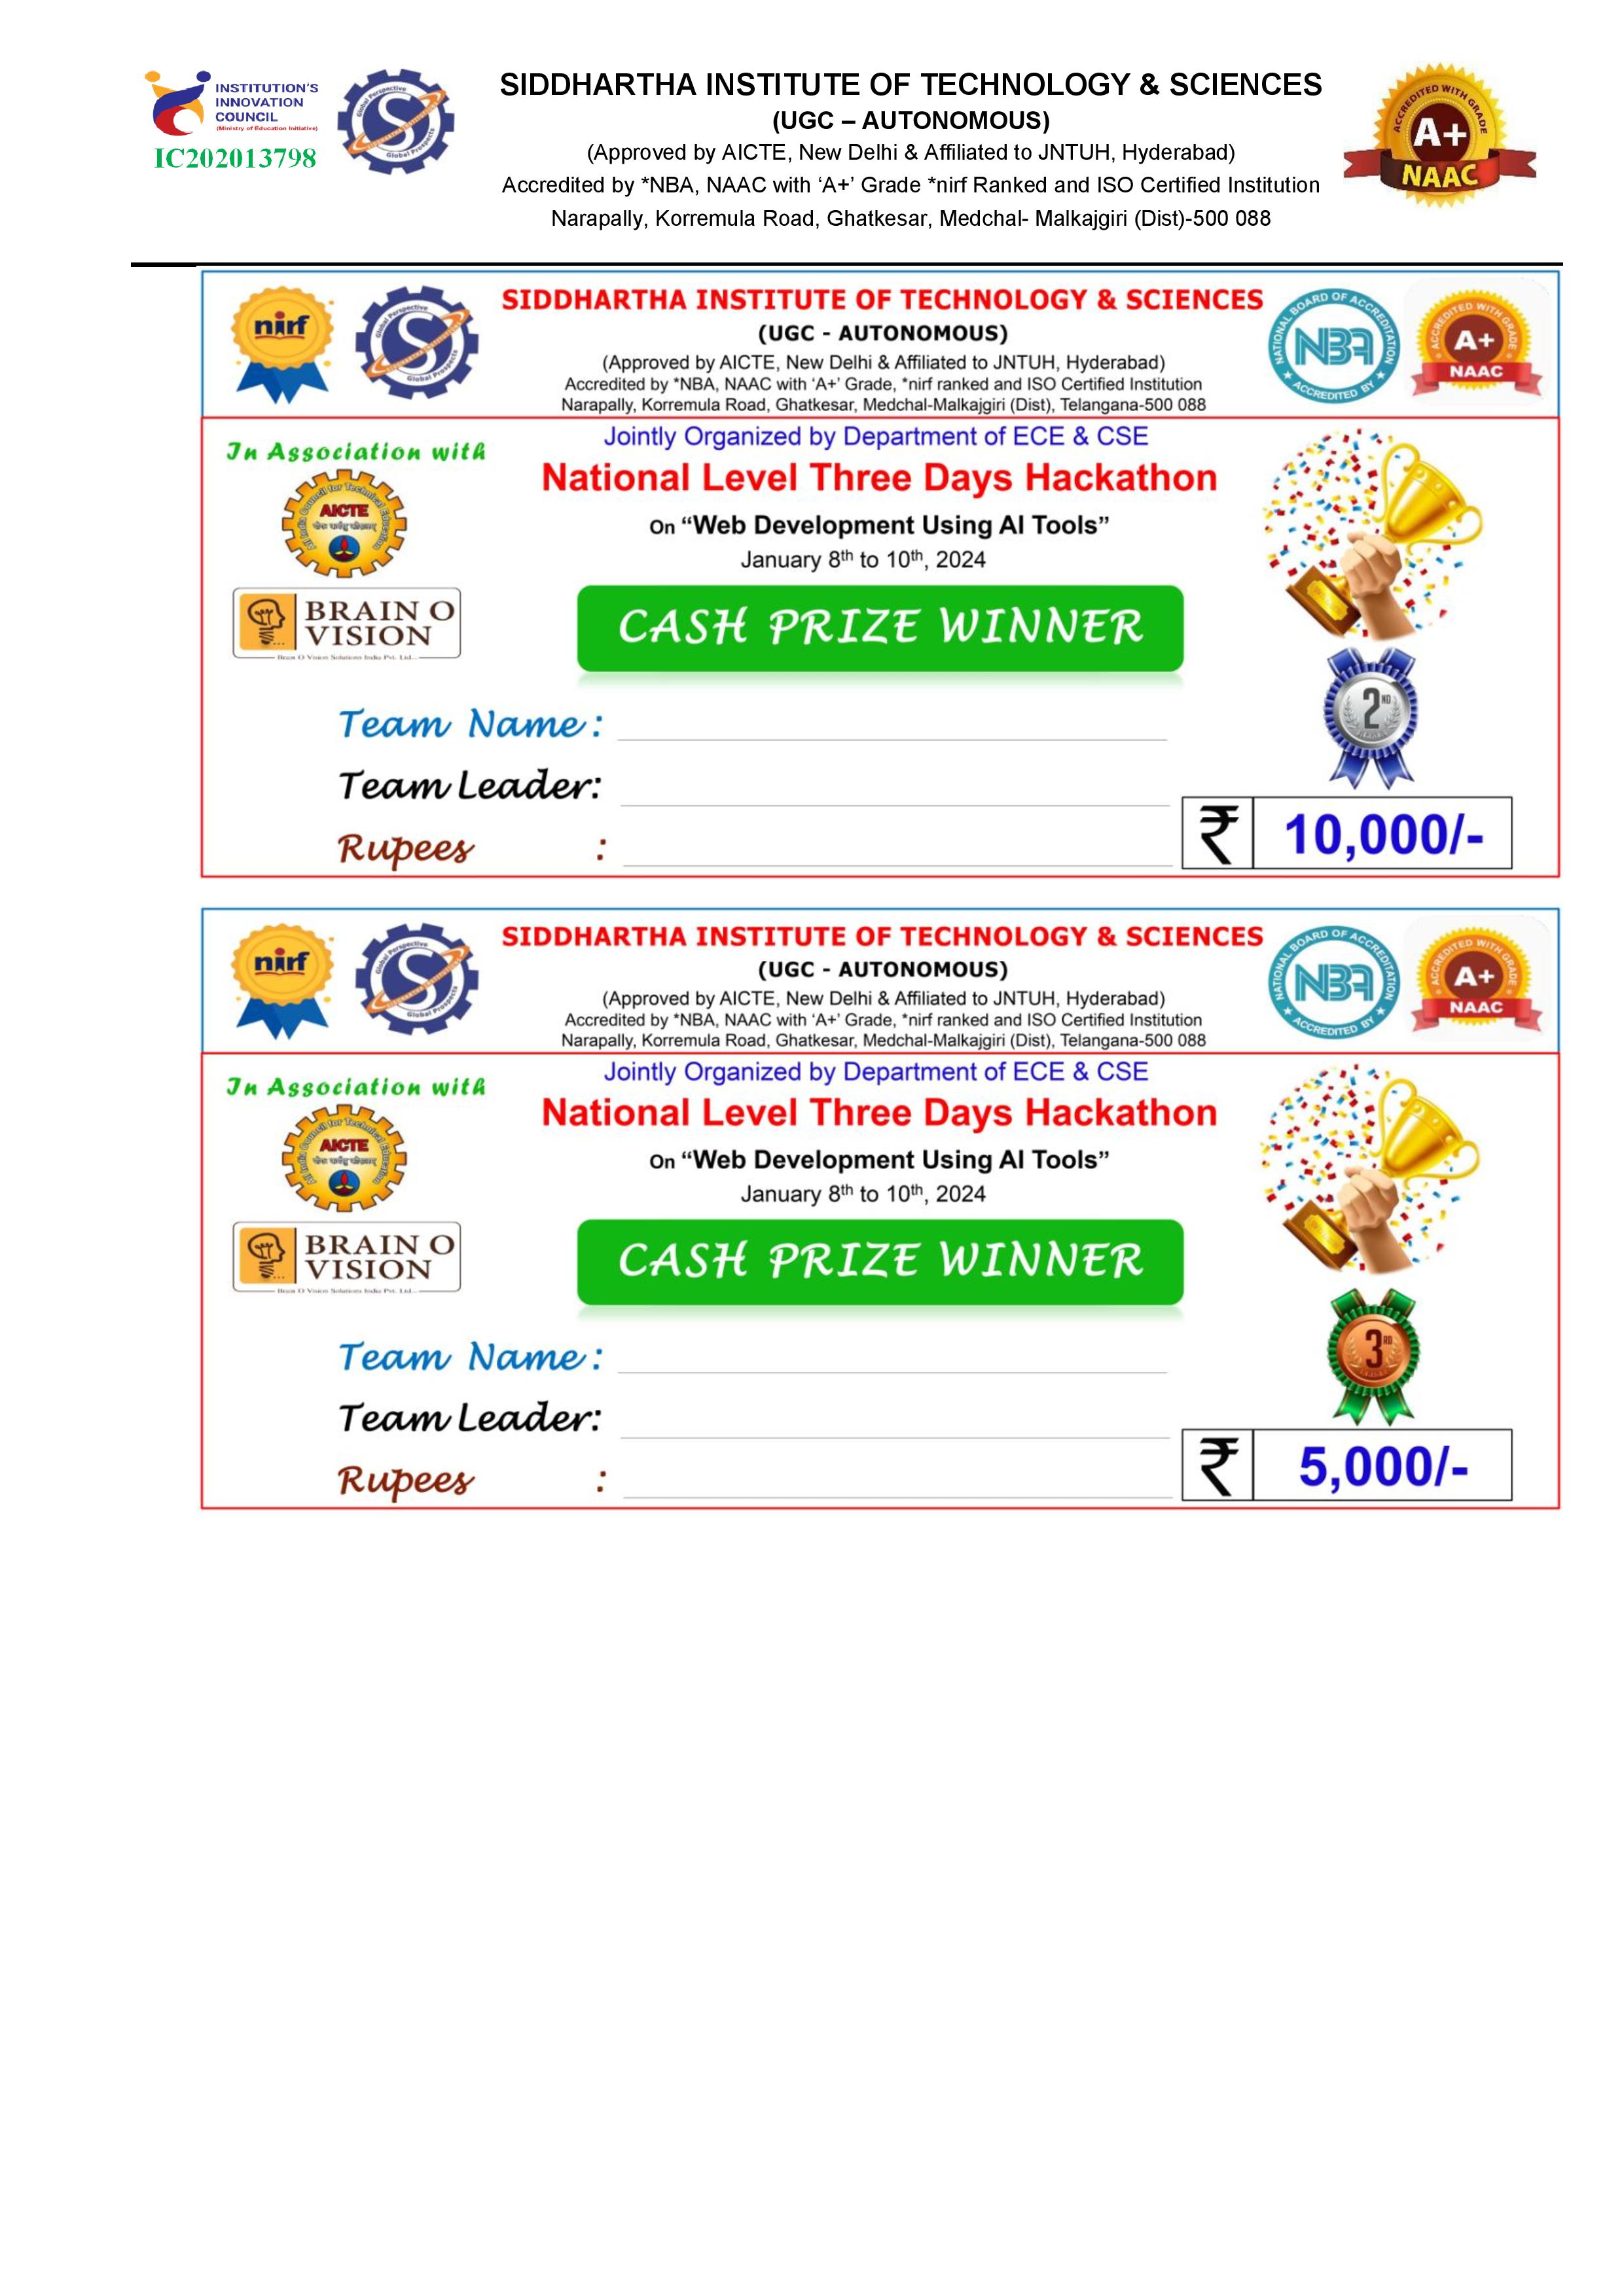 INSTITUTION'S
INNOVATION
COUNCIL
(Ministry of Education Initiative)
IC202013798
Global Perspective
S
Global Prospects
SIDDHARTHA INSTITUTE OF TECHNOLOGY & SCIENCES
(UGC – AUTONOMOUS)
(Approved by AICTE, New Delhi & Affiliated to JNTUH, Hyderabad)
Accredited by *NBA, NAAC with ‘A+’ Grade *nirf Ranked and ISO Certified Institution
Narapally, Korremula Road, Ghatkesar, Medchal- Malkajgiri (Dist)-500 088
ACCREDITED WITH GRADE
A+
NAAC
nirf
Global Perspective
S
Global Prospects
SIDDHARTHA INSTITUTE OF TECHNOLOGY & SCIENCES
(UGC - AUTONOMOUS)
(Approved by AICTE, New Delhi & Affiliated to JNTUH, Hyderabad)
Accredited by *NBA, NAAC with ‘A+’ Grade, *nirf ranked and ISO Certified Institution
Narapally, Korremula Road, Ghatkesar, Medchal-Malkajgiri (Dist), Telangana-500 088
NATIONAL BOARD OF ACCREDITATION
NBA
ACCREDITED BY
ACCREDITED WITH GRADE
A+
NAAC
In Association with
All India Council for Technical Education
AICTE
BRAIN O
VISION
Brain O Vision Solutions India Pvt. Ltd..
Jointly Organized by Department of ECE & CSE
National Level Three Days Hackathon
On “Web Development Using AI Tools”
January 8th to 10th, 2024
CASH PRIZE WINNER
2ND
Team Name :
Team Leader:
Rupees :
₹ 10,000/-
nirf
Global Perspective
S
Global Prospects
SIDDHARTHA INSTITUTE OF TECHNOLOGY & SCIENCES
(UGC - AUTONOMOUS)
(Approved by AICTE, New Delhi & Affiliated to JNTUH, Hyderabad)
Accredited by *NBA, NAAC with ‘A+’ Grade, *nirf ranked and ISO Certified Institution
Narapally, Korremula Road, Ghatkesar, Medchal-Malkajgiri (Dist), Telangana-500 088
NATIONAL BOARD OF ACCREDITATION
NBA
ACCREDITED BY
ACCREDITED WITH GRADE
A+
NAAC
In Association with
All India Council for Technical Education
AICTE
BRAIN O
VISION
Brain O Vision Solutions India Pvt. Ltd..
Jointly Organized by Department of ECE & CSE
National Level Three Days Hackathon
On “Web Development Using AI Tools”
January 8th to 10th, 2024
CASH PRIZE WINNER
3RD
Team Name :
Team Leader:
Rupees :
₹ 5,000/-